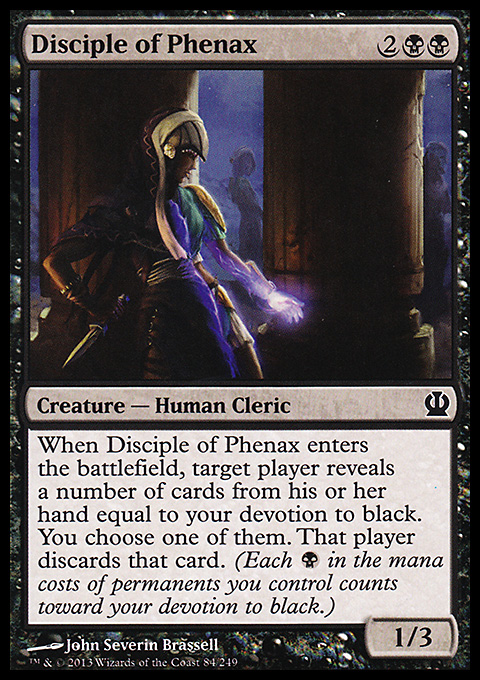 Disciple of Phenax 2
Creature — Human Cleric
When Disciple of Phenax enters
the battlefield, target player reveals
a number of cards from his or her
hand equal to your devotion to black.
You choose one of them. That player
discards that card. (Each in the mana
costs of permanents you control counts
toward your devotion to black.)
John Severin Brassell
1/3
™ & © 2013 Wizards of the Coast 84/249